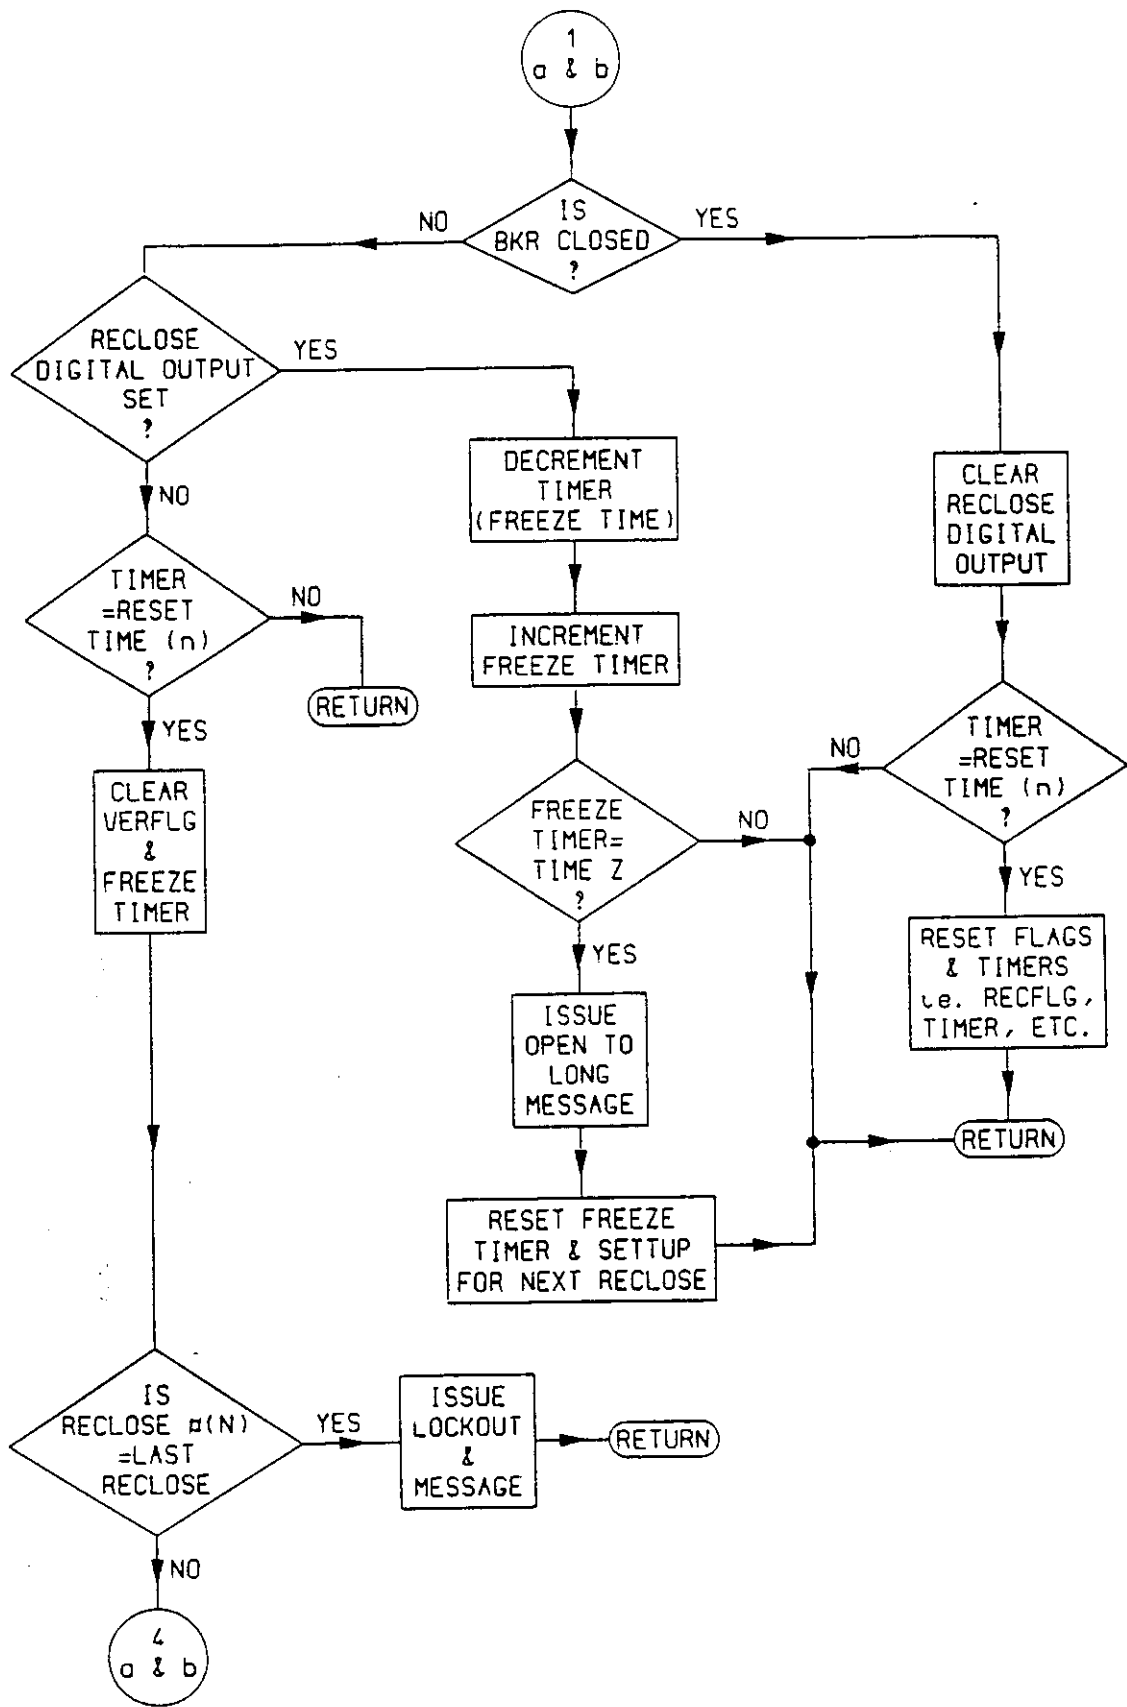 1
a & b
IS
BKR CLOSED
?
NO
YES
RECLOSE
DIGITAL OUTPUT
SET
?
YES
NO
DECREMENT
TIMER
(FREEZE TIME)
CLEAR
RECLOSE
DIGITAL
OUTPUT
TIMER
=RESET
TIME (n)
?
NO
RETURN
YES
INCREMENT
FREEZE TIMER
TIMER
=RESET
TIME (n)
?
NO
YES
CLEAR
VERFLG
&
FREEZE
TIMER
FREEZE
TIMER=
TIME Z
?
NO
YES
RESET FLAGS
& TIMERS
i.e. RECFLG,
TIMER, ETC.
ISSUE
OPEN TO
LONG
MESSAGE
RETURN
RESET FREEZE
TIMER & SETTUP
FOR NEXT RECLOSE
IS
RECLOSE ¤(N)
=LAST
RECLOSE
YES
ISSUE
LOCKOUT
&
MESSAGE
RETURN
NO
4
a & b